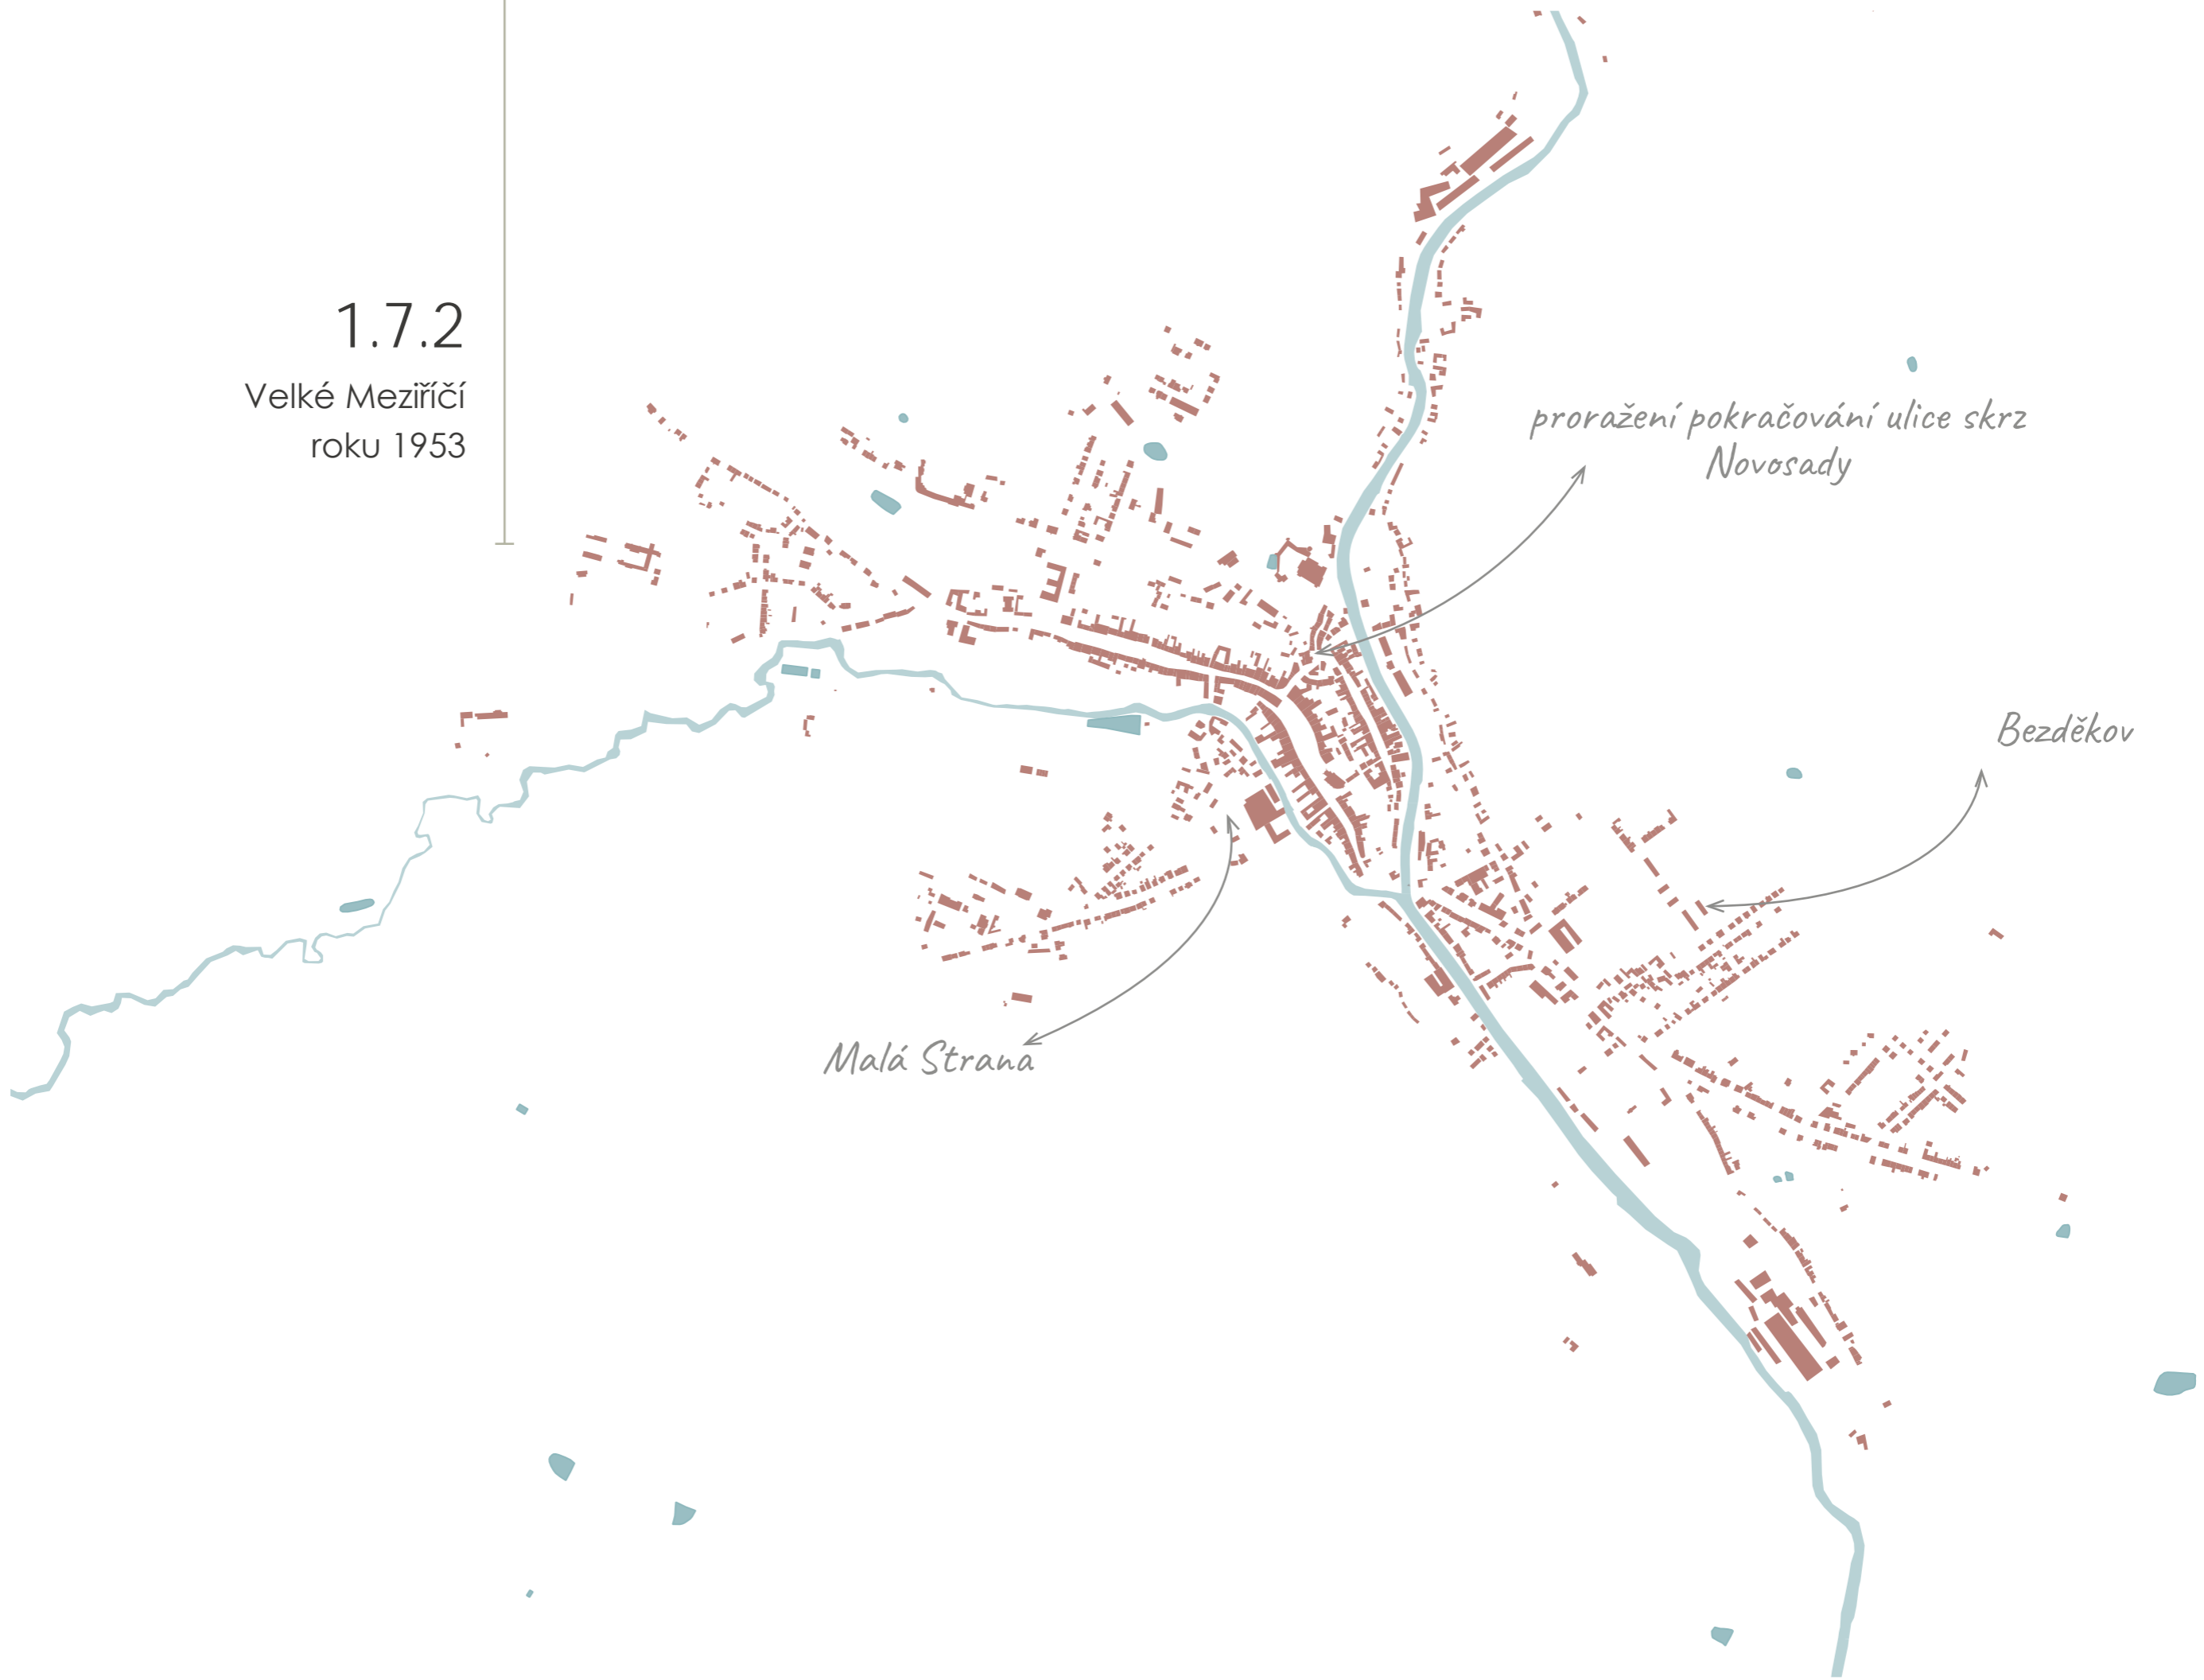 1.7.2
Velké Meziříčí
roku 1953
proražení pokračování ulice skrz
Novosady
Bezděkov
Malá Strana